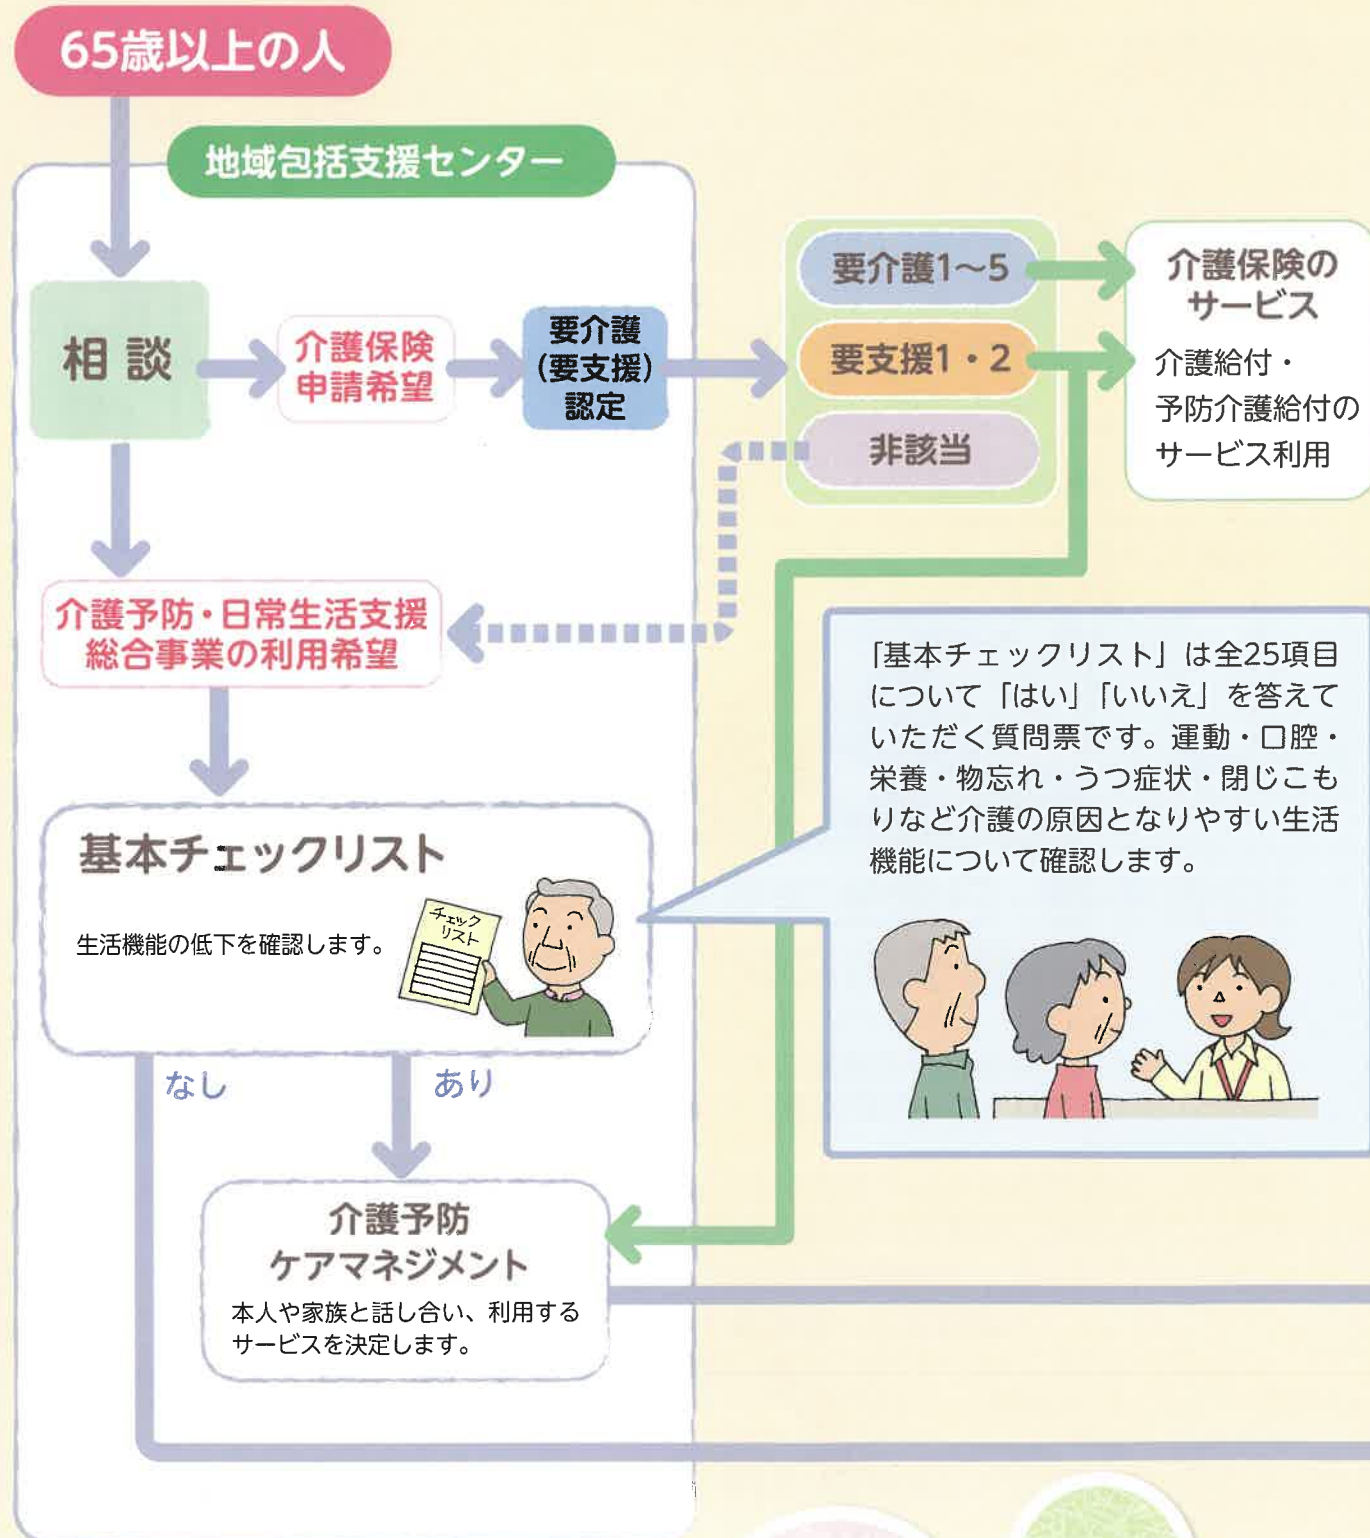 65歳以上の人
地域包括支援センター
相 談
介護保険
申請希望
要介護
(要支援)
認定
要介護1～5
要支援1・2
非該当
介護保険の
サービス
介護給付・
予防介護給付の
サービス利用
介護予防・日常生活支援
総合事業の利用希望
基本チェックリスト
生活機能の低下を確認します。
チェック
リスト
「基本チェックリスト」は全25項目
について「はい」「いいえ」を答えて
いただく質問票です。運動・口腔・
栄養・物忘れ・うつ症状・閉じこも
りなど介護の原因となりやすい生活
機能について確認します。
なし
あり
介護予防
ケアマネジメント
本人や家族と話し合い、利用する
サービスを決定します。